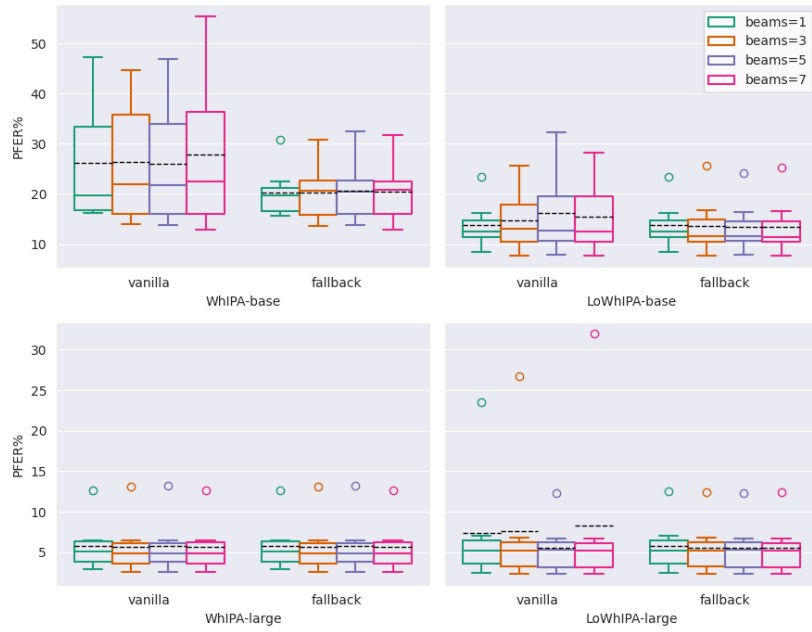 beams=1
beams=3
beams=5
beams=7
PFER%
50
40
30
20
10
vanilla
fallback
vanilla
fallback
WhIPA-base
LoWhIPA-base
PFER%
30
25
20
15
10
5
vanilla
fallback
vanilla
fallback
WhIPA-large
LoWhIPA-large